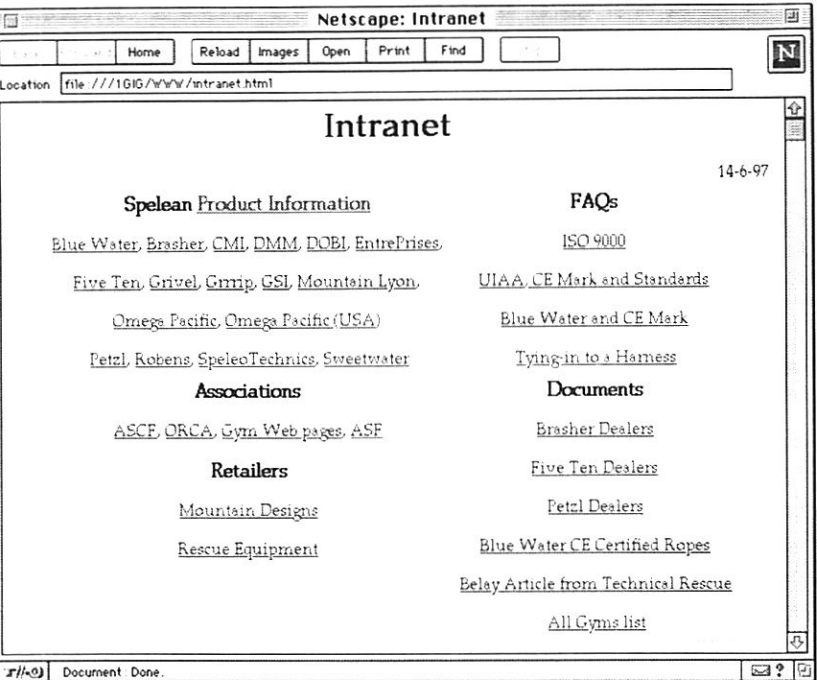 Netscape: Intranet
Home Reload Images Open Print Find
N
Location file:///1GIG/WWW/intranet.html
Intranet
14-6-97
Spelean Product Information
Blue Water, Brasher, CMI, DMM, DOBI, EntrePrises,
Five Ten, Grivel, Grrrip, GSI, Mountain Lyon,
Omega Pacific, Omega Pacific (USA)
Petzl, Robens, SpeleoTechnics, Sweetwater
Associations
ASCF, ORCA, Gym Web pages, ASF
Retailers
Mountain Designs
Rescue Equipment
FAQs
ISO 9000
UIAA, CE Mark and Standards
Blue Water and CE Mark
Tying-in to a Harness
Documents
Brasher Dealers
Five Ten Dealers
Petzl Dealers
Blue Water CE Certified Ropes
Belay Article from Technical Rescue
All Gyms list
Document: Done.
?